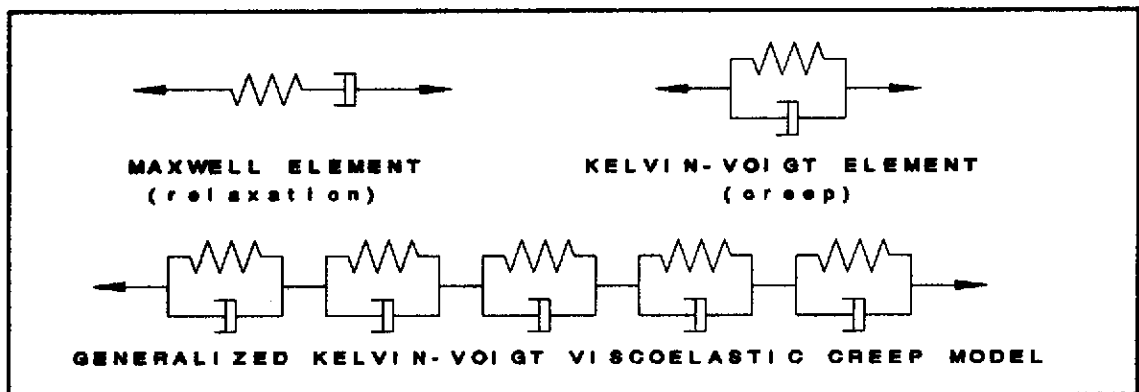 MAXWELL ELEMENT
(relaxation)
KELVIN-VOIGT ELEMENT
(creep)
GENERALIZED KELVIN-VOIGT VISCOELASTIC CREEP MODEL